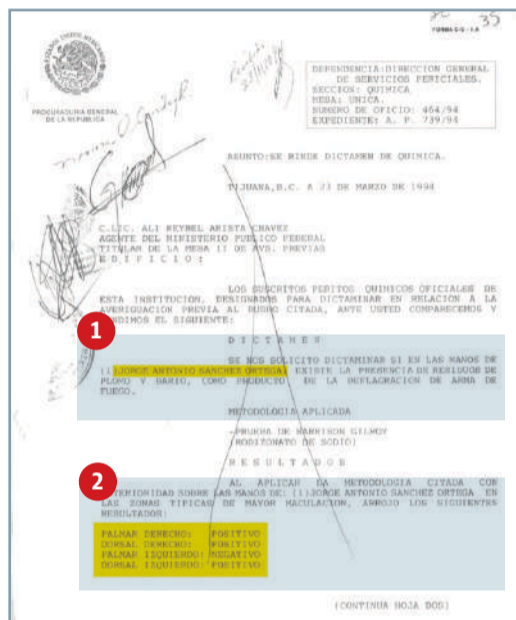 35
FORMA C G - 1 A
PROCURADURIA GENERAL
DE LA REPUBLICA
DEPENDENCIA:DIRECCION GENERAL
DE SERVICIOS PERICIALES.
SECCION: QUIMICA
MESA: UNICA.
NUMERO DE OFICIO: 464/94
EXPEDIENTE: A. P. 739/94
ASUNTO:SE RINDE DICTAMEN DE QUIMICA.
TIJUANA,B.C. A 23 DE MARZO DE 1994
C.LIC. ALI REYBEL ARISTA CHAVEZ
AGENTE DEL MINISTERIO PUBLICO FEDERAL
TITULAR DE LA MESA II DE AVS. PREVIAS
E D I F I C I O :
LOS SUSCRITOS PERITOS QUIMICOS OFICIALES DE
ESTA INSTITUCION, DESIGNADOS PARA DICTAMINAR EN RELACION A LA
AVERIGUACION PREVIA AL RUBRO CITADA, ANTE USTED COMPARECEMOS Y
RENDIMOS EL SIGUIENTE:
1
D I C T A M E N
SE NOS SOLICITO DICTAMINAR SI EN LAS MANOS DE
(1)JORGE ANTONIO SANCHEZ ORTEGA) EXISTE LA PRESENCIA DE RESIDUOS DE
PLOMO Y BARIO, COMO PRODUCTO DE LA DEFLAGRACION DE ARMA DE
FUEGO.
METODOLOGIA APLICADA
-PRUEBA DE HARRISON GILROY
(RODIZONATO DE SODIO)
R E S U L T A D O S
2
AL APLICAR LA METODOLOGIA CITADA CON
ANTERIORIDAD SOBRE LAS MANOS DE: (1)JORGE ANTONIO SANCHEZ ORTEGA EN
LAS ZONAS TIPICAS DE MAYOR MACULACION, ARROJO LOS SIGUIENTES
RESULTADOS:
PALMAR DERECHO: POSITIVO
DORSAL DERECHO: POSITIVO
PALMAR IZQUIERDO: NEGATIVO
DORSAL IZQUIERDO: POSITIVO
(CONTINUA HOJA DOS)